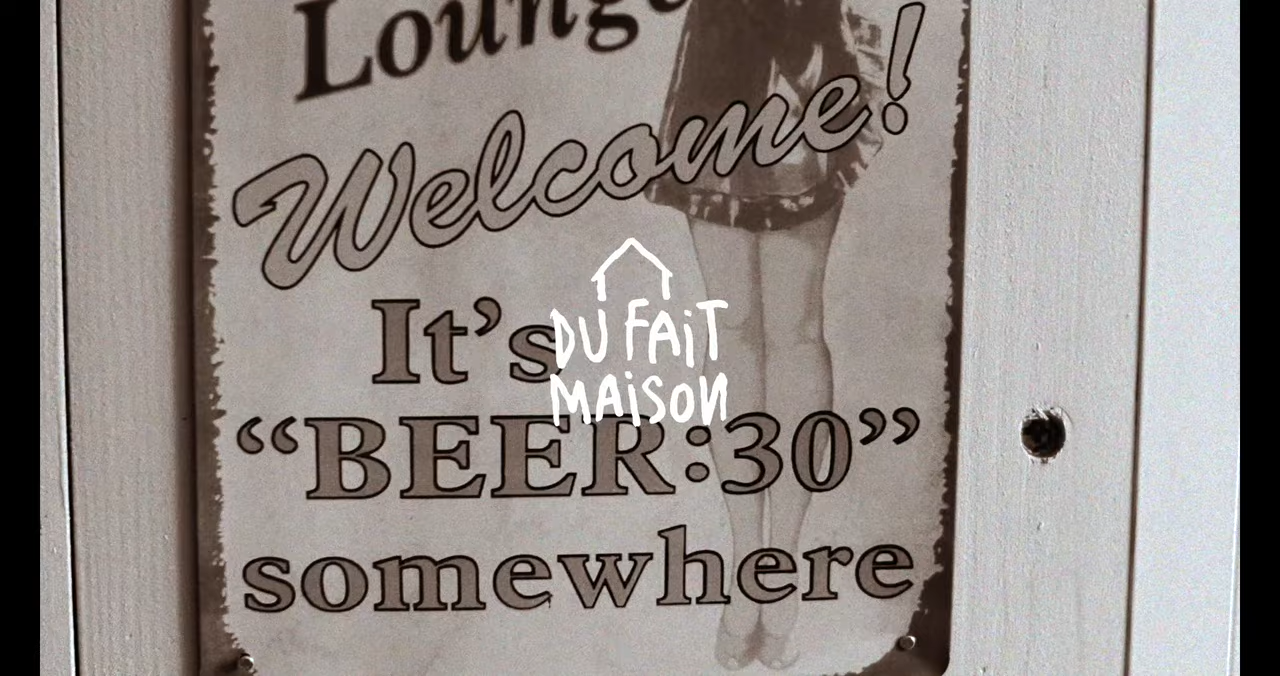 Lounge
Welcome!
It's
DU FAiT
MAiSON
“BEER:30”
somewhere